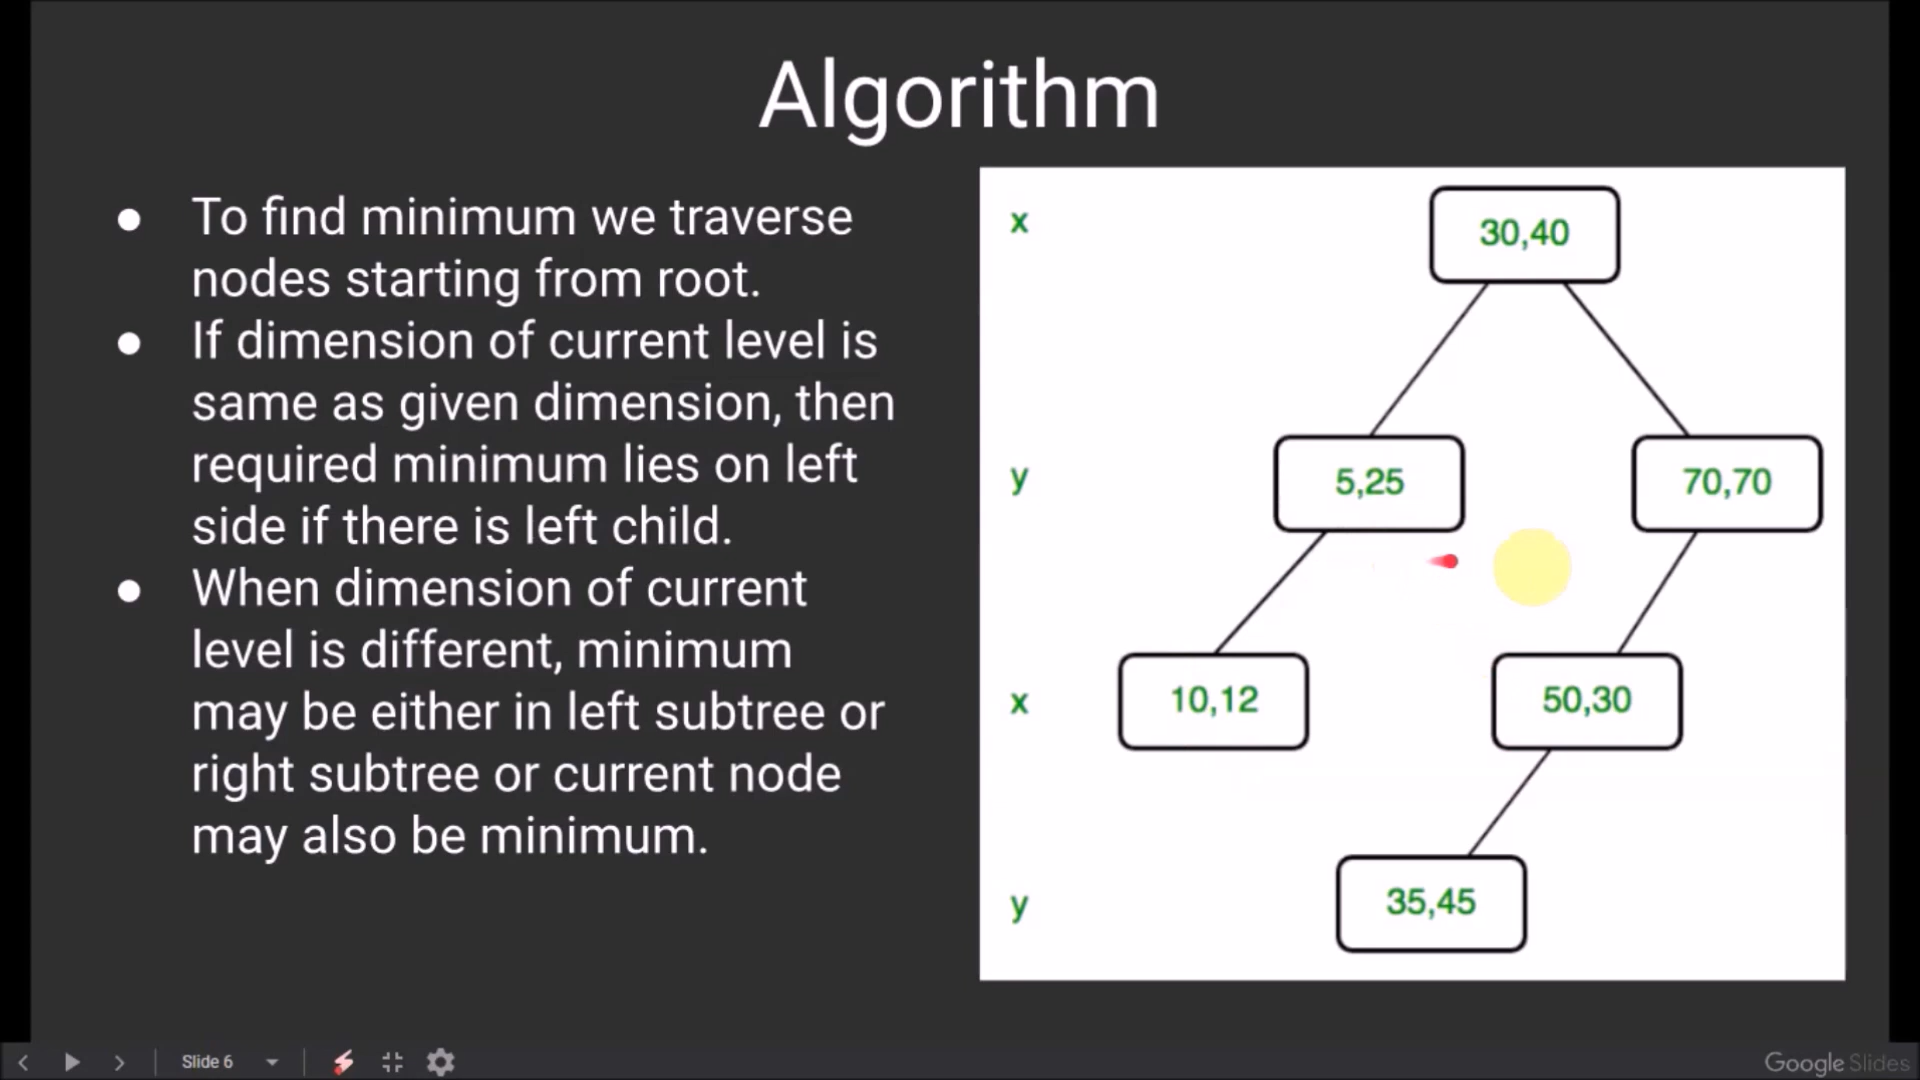 Algorithm
● To find minimum we traverse
nodes starting from root.
● If dimension of current level is
same as given dimension, then
required minimum lies on left
side if there is left child.
● When dimension of current
level is different, minimum
may be either in left subtree or
right subtree or current node
may also be minimum.
x
30,40
y
5,25
70,70
x
10,12
50,30
y
35,45
Slide 6
Google Slides